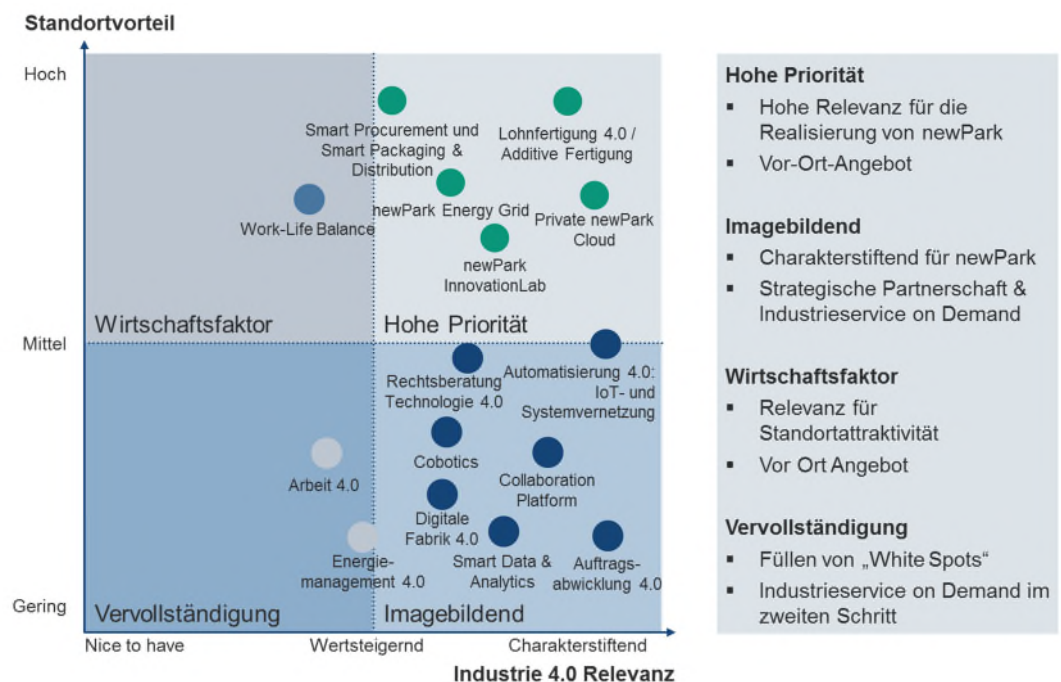 Standortvorteil
Hoch
Smart Procurement und
Smart Packaging &
Distribution
Lohnfertigung 4.0 /
Additive Fertigung
newPark Energy Grid
Private newPark
Cloud
Work-Life Balance
newPark
InnovationLab
Wirtschaftsfaktor
Hohe Priorität
Mittel
Rechtsberatung
Technologie 4.0
Automatisierung 4.0:
IoT- und
Systemvernetzung
Cobotics
Collaboration
Platform
Arbeit 4.0
Digitale
Fabrik 4.0
Energie-
management 4.0
Smart Data &
Analytics
Auftrags-
abwicklung 4.0
Gering
Vervollständigung
Imagebildend
Nice to have
Wertsteigernd
Charakterstiftend
Industrie 4.0 Relevanz
Hohe Priorität
▪ Hohe Relevanz für die
Realisierung von newPark
▪ Vor-Ort-Angebot
Imagebildend
▪ Charakterstiftend für newPark
▪ Strategische Partnerschaft &
Industrieservice on Demand
Wirtschaftsfaktor
▪ Relevanz für
Standortattraktivität
▪ Vor Ort Angebot
Vervollständigung
▪ Füllen von „White Spots“
▪ Industrieservice on Demand im
zweiten Schritt